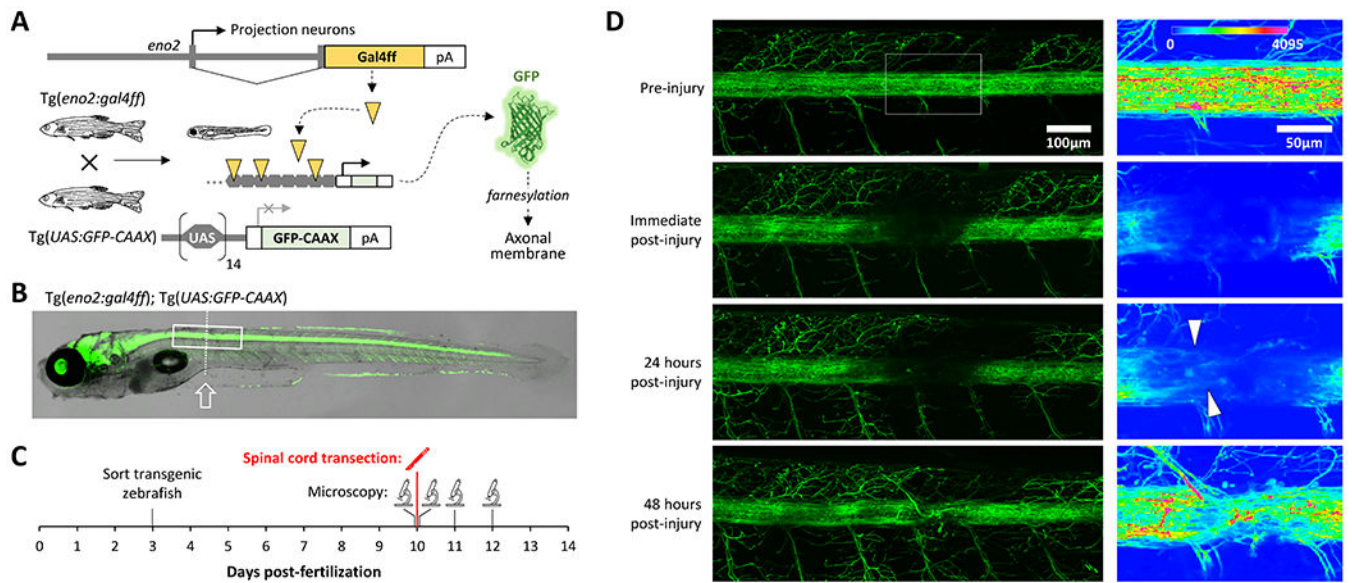 A
eno2
Projection neurons
Gal4ff
pA
GFP
Tg(eno2:gal4ff)
farnesylation
Tg(UAS:GFP-CAAX)
UAS
14
GFP-CAAX
pA
Axonal
membrane
B
Tg(eno2:gal4ff); Tg(UAS:GFP-CAAX)
C
Spinal cord transection:
Sort transgenic
zebrafish
Microscopy:
0 1 2 3 4 5 6 7 8 9 10 11 12 13 14
Days post-fertilization
D
Pre-injury
100µm
0 4095
50µm
Immediate
post-injury
24 hours
post-injury
48 hours
post-injury